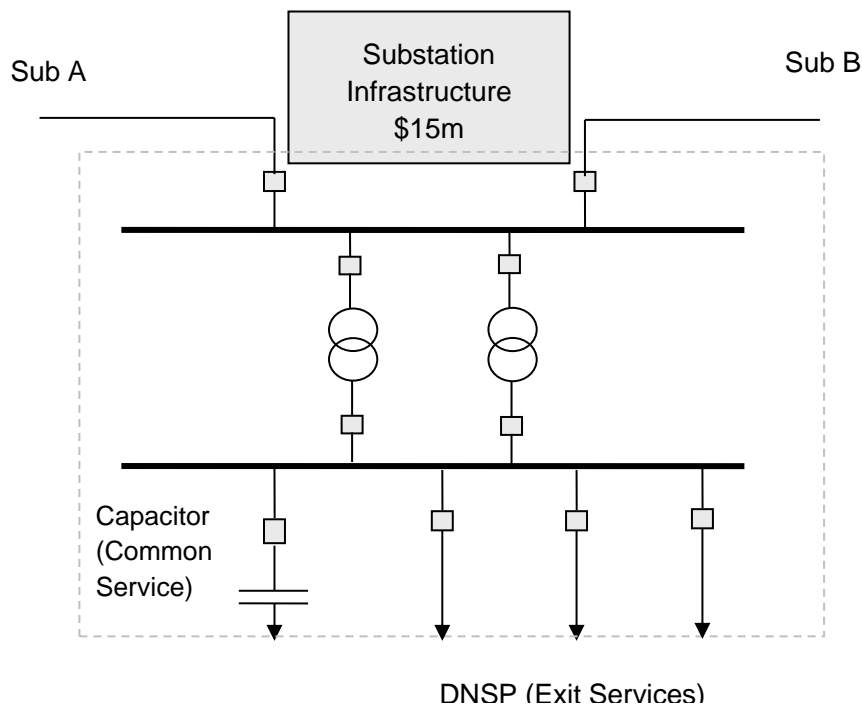 Substation
Infrastructure
$15m
Sub A
Sub B
Capacitor
(Common
Service)
DNSP (Exit Services)